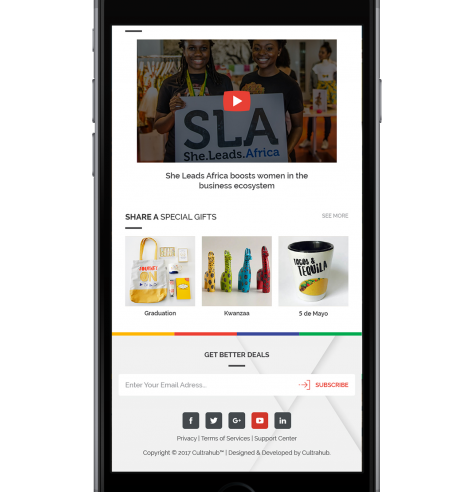 SLA
She.Leads.Africa
She Leads Africa boosts women in the
business ecosystem
SHARE A SPECIAL GIFTS
SEE MORE
TACOS &
TEQUILA
Graduation
Kwanzaa
5 de Mayo
GET BETTER DEALS
Enter Your Email Adress..
SUBSCRIBE
f
G+
in
Privacy | Terms of Services | Support Center
Copyright © 2017 Cultrahub™ | Designed & Developed by Cultrahub.